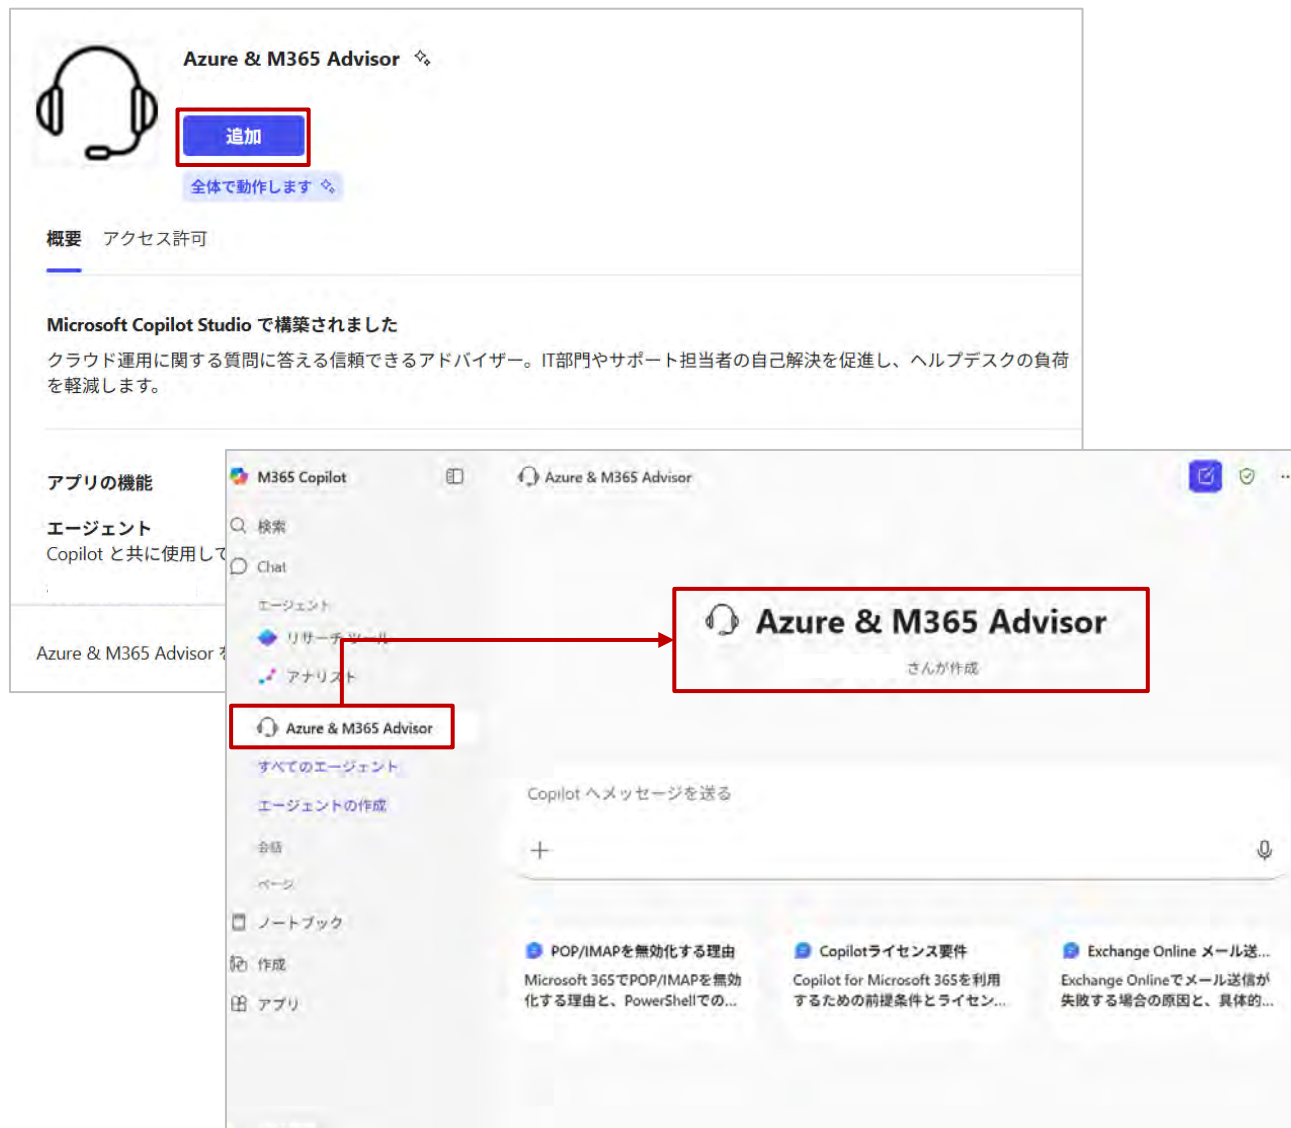 Azure & M365 Advisor
追加
全体で動作します
概要 アクセス許可
Microsoft Copilot Studio で構築されました
クラウド運用に関する質問に答える信頼できるアドバイザー。IT部門やサポート担当者の自己解決を促進し、ヘルプデスクの負荷
を軽減します。
アプリの機能
エージェント
Copilot と共に使用して
Azure & M365 Advisor を
M365 Copilot
検索
Chat
エージェント
リサーチ ツール
アナリスト
Azure & M365 Advisor
すべてのエージェント
エージェントの作成
会話
ページ
ノートブック
作成
アプリ
Azure & M365 Advisor
Azure & M365 Advisor
さんが作成
Copilot へメッセージを送る
POP/IMAPを無効化する理由
Microsoft 365でPOP/IMAPを無効
化する理由と、PowerShellでの...
Copilotライセンス要件
Copilot for Microsoft 365を利用
するための前提条件とライセン...
Exchange Online メール送...
Exchange Onlineでメール送信が
失敗する場合の原因と、具体的...